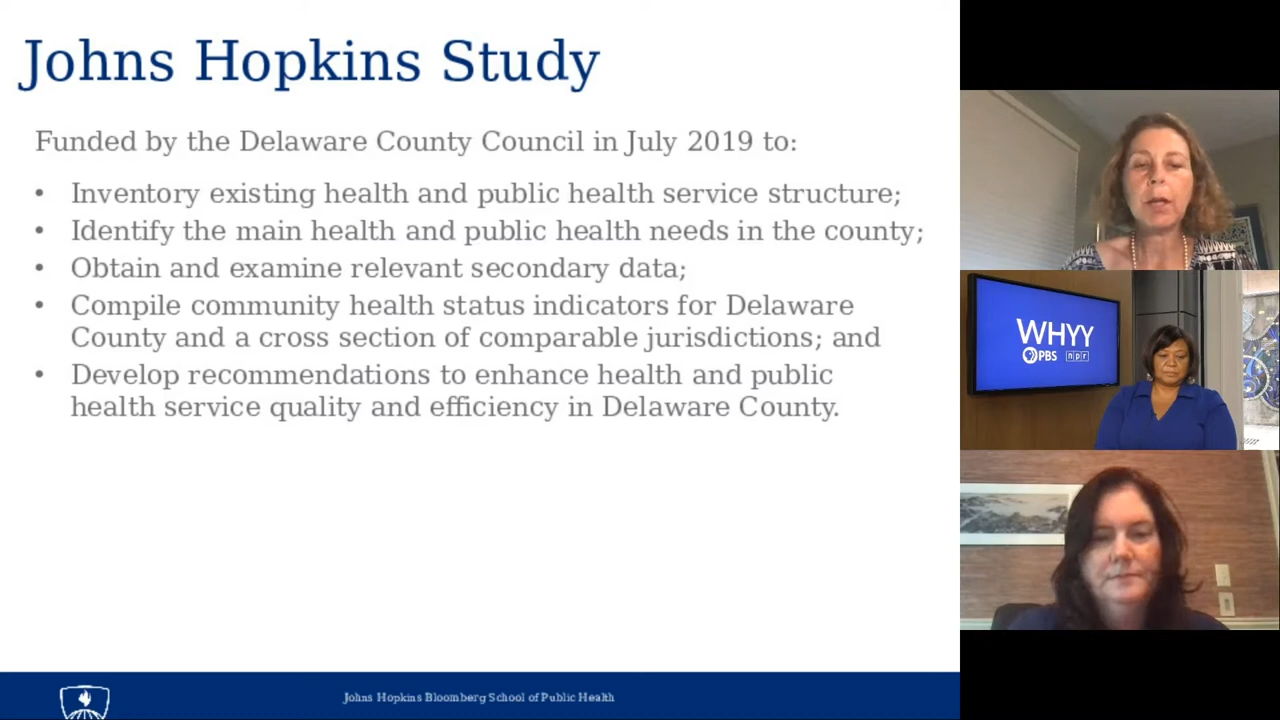 Johns Hopkins Study
Funded by the Delaware County Council in July 2019 to:
• Inventory existing health and public health service structure;
• Identify the main health and public health needs in the county;
• Obtain and examine relevant secondary data;
• Compile community health status indicators for Delaware
County and a cross section of comparable jurisdictions; and
• Develop recommendations to enhance health and public
health service quality and efficiency in Delaware County.
Johns Hopkins Bloomberg School of Public Health
WHYY
PBS npr